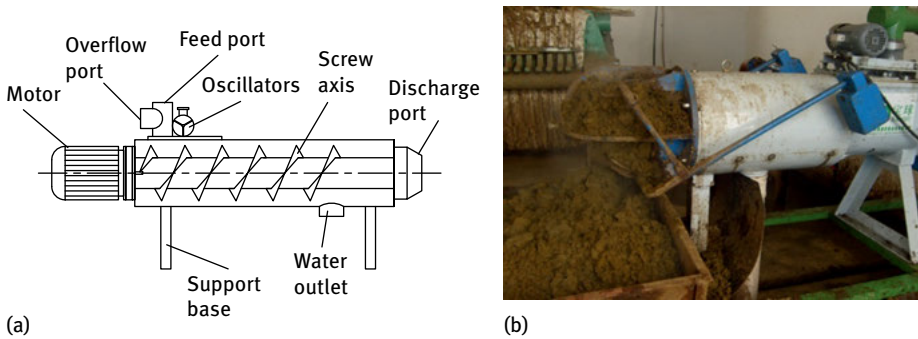 Feed port
Overflow
port
Oscillators
Screw
axis
Motor
Discharge
port
Support
base
Water
outlet
(a)
(b)